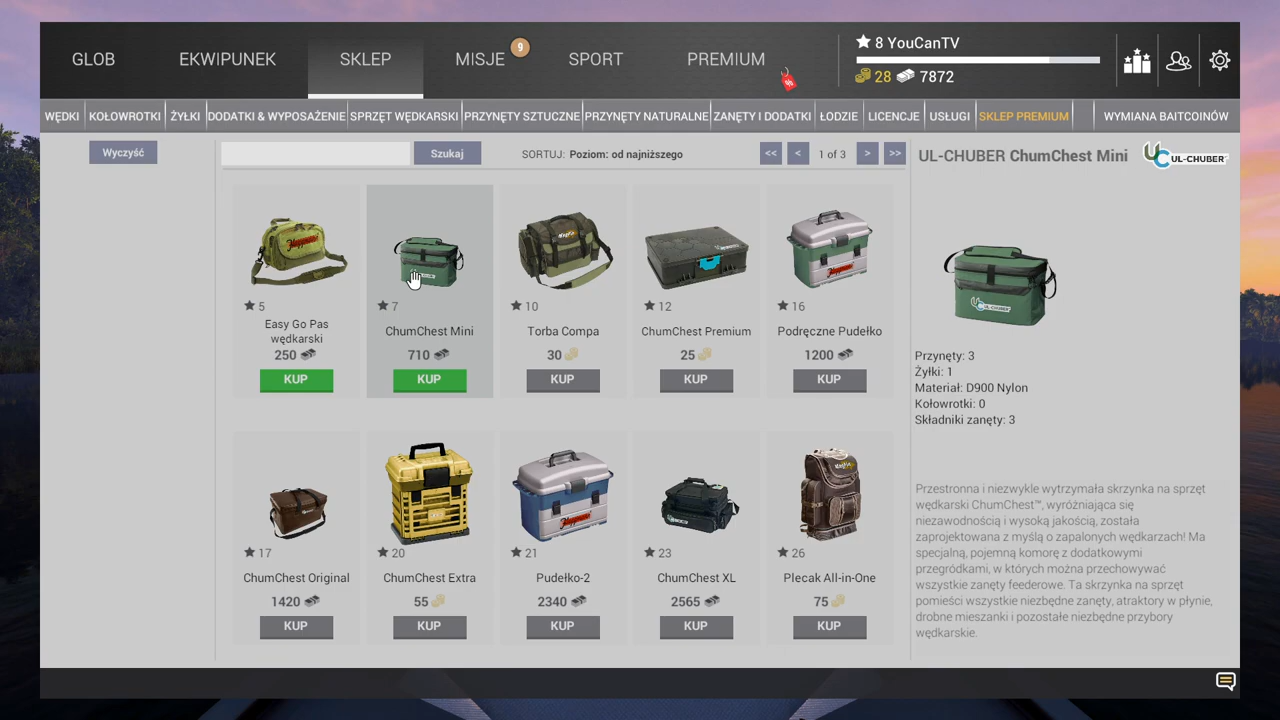 GLOB
EKWIPUNEK
SKLEP
MISJE
9
SPORT
PREMIUM
%
8 YouCanTV
28 7872
WĘDKI
KOŁOWROTKI
ŻYŁKI
DODATKI & WYPOSAŻENIE
SPRZĘT WĘDKARSKI
PRZYNĘTY SZTUCZNE
PRZYNĘTY NATURALNE
ZANĘTY I DODATKI
ŁODZIE
LICENCJE
USŁUGI
SKLEP PREMIUM
WYMIANA BAITCOINÓW
Wyczyść
Szukaj
SORTUJ: Poziom: od najniższego
<< < 1 of 3 > >>
5
Easy Go Pas
wędkarski
250
KUP
7
ChumChest Mini
710
KUP
10
Torba Compa
30
KUP
12
ChumChest Premium
25
KUP
16
Podręczne Pudełko
1200
KUP
17
ChumChest Original
1420
KUP
20
ChumChest Extra
55
KUP
21
Pudełko-2
2340
KUP
23
ChumChest XL
2565
KUP
26
Plecak All-in-One
75
KUP
UL-CHUBER ChumChest Mini
UL-CHUBER
Przynęty: 3
Żyłki: 1
Materiał: D900 Nylon
Kołowrotki: 0
Składniki zanęty: 3
Przestronna i niezwykle wytrzymała skrzynka na sprzęt
wędkarski ChumChest™, wyróżniająca się
niezawodnością i wysoką jakością, została
zaprojektowana z myślą o zapalonych wędkarzach! Ma
specjalną, pojemną komorę z dodatkowymi
przegródkami, w których można przechowywać
wszystkie zanęty feederowe. Ta skrzynka na sprzęt
pomieści wszystkie niezbędne zanęty, atraktory w płynie,
drobne mieszanki i pozostałe niezbędne przybory
wędkarskie.